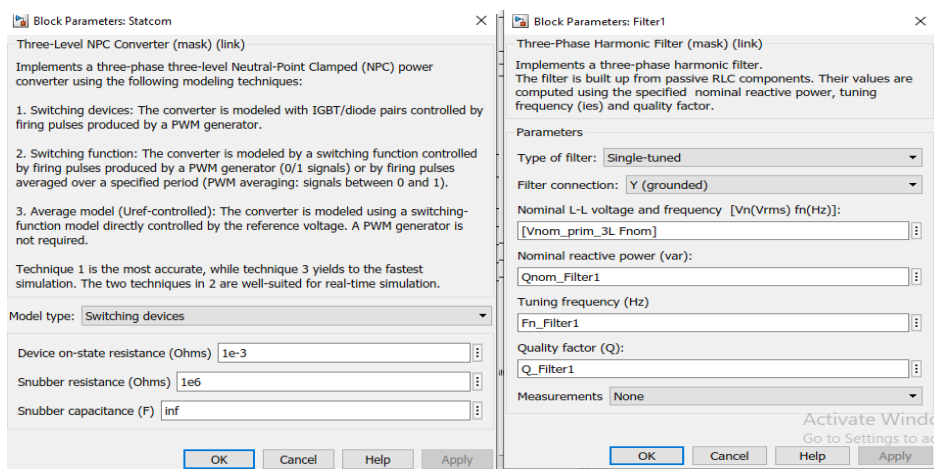 Block Parameters: Statcom
Three-Level NPC Converter (mask) (link)
Implements a three-phase three-level Neutral-Point Clamped (NPC) power
converter using the following modeling techniques:
1. Switching devices: The converter is modeled with IGBT/diode pairs controlled by
firing pulses produced by a PWM generator.
2. Switching function: The converter is modeled by a switching function controlled
by firing pulses produced by a PWM generator (0/1 signals) or by firing pulses
averaged over a specified period (PWM averaging: signals between 0 and 1).
3. Average model (Uref-controlled): The converter is modeled using a switching-
function model directly controlled by the reference voltage. A PWM generator is
not required.
Technique 1 is the most accurate, while technique 3 yields to the fastest
simulation. The two techniques in 2 are well-suited for real-time simulation.
Model type: Switching devices
Device on-state resistance (Ohms) 1e-3
Snubber resistance (Ohms) 1e6
Snubber capacitance (F) inf
OK Cancel Help Apply
Block Parameters: Filter1
Three-Phase Harmonic Filter (mask) (link)
Implements a three-phase harmonic filter.
The filter is built up from passive RLC components. Their values are
computed using the specified nominal reactive power, tuning
frequency (ies) and quality factor.
Parameters
Type of filter: Single-tuned
Filter connection: Y (grounded)
Nominal L-L voltage and frequency [Vn(Vrms) fn(Hz)]:
[Vnom_prim_3L Fnom]
Nominal reactive power (var):
Qnom_Filter1
Tuning frequency (Hz)
Fn_Filter1
Quality factor (Q):
Q_Filter1
Measurements None
Activate Windo
Go to Settings to ac
OK Cancel Help Apply